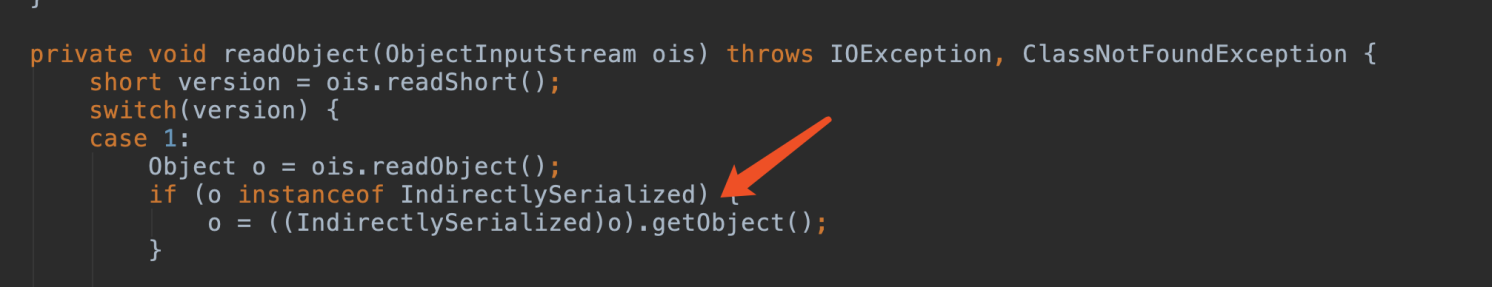 }
private void readObject(ObjectInputStream ois) throws IOException, ClassNotFoundException {
short version = ois.readShort();
switch(version) {
case 1:
Object o = ois.readObject();
if (o instanceof IndirectlySerialized) {
o = ((IndirectlySerialized)o).getObject();
}